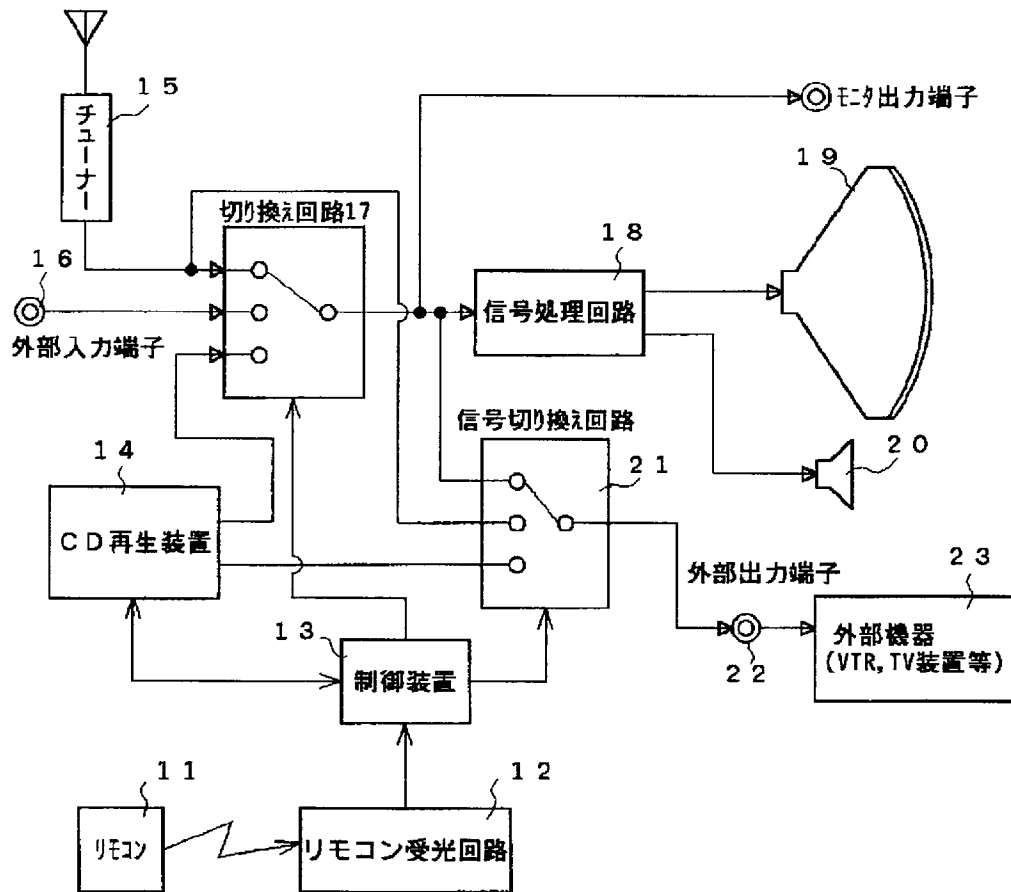 １５
チューナー
モニタ出力端子
１９
切り換え回路17
１６
外部入力端子
１８
信号処理回路
信号切り換え回路
２１
２０
１４
ＣＤ再生装置
外部出力端子
２３
外部機器
(VTR,TV装置等)
２２
１３
制御装置
１１
リモコン
１２
リモコン受光回路